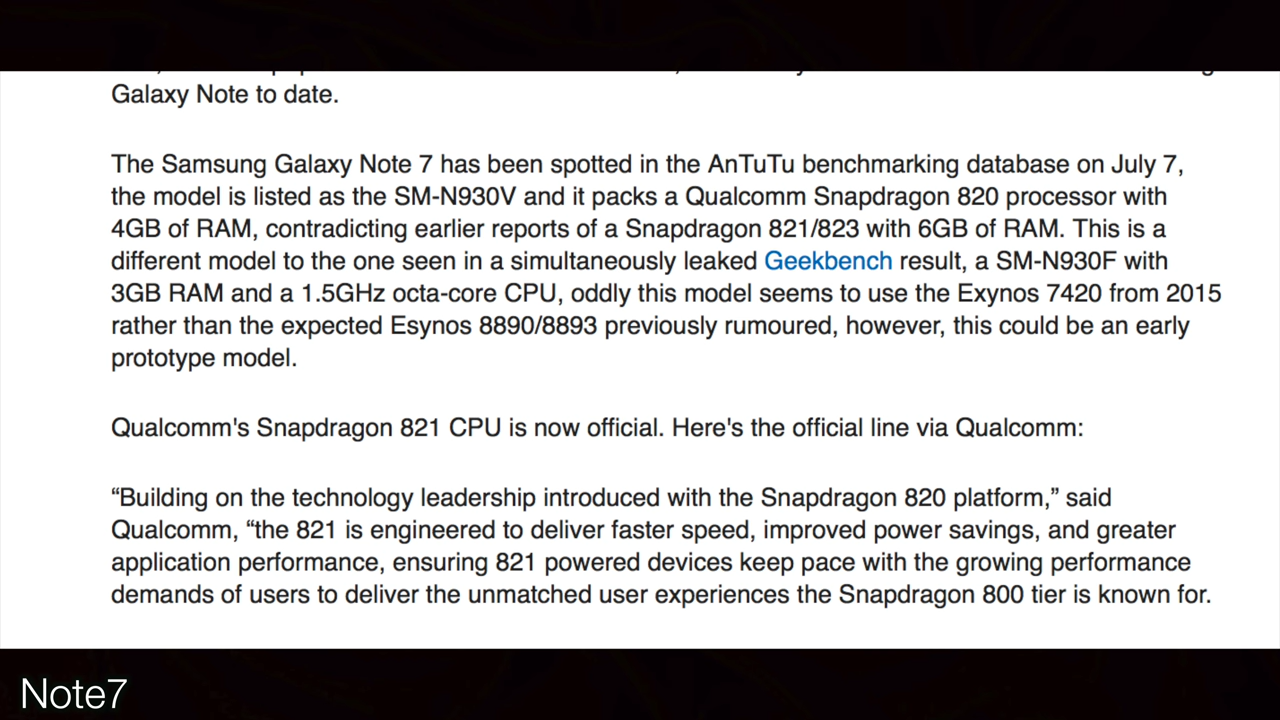 Galaxy Note to date.
The Samsung Galaxy Note 7 has been spotted in the AnTuTu benchmarking database on July 7,
the model is listed as the SM-N930V and it packs a Qualcomm Snapdragon 820 processor with
4GB of RAM, contradicting earlier reports of a Snapdragon 821/823 with 6GB of RAM. This is a
different model to the one seen in a simultaneously leaked Geekbench result, a SM-N930F with
3GB RAM and a 1.5GHz octa-core CPU, oddly this model seems to use the Exynos 7420 from 2015
rather than the expected Esynos 8890/8893 previously rumoured, however, this could be an early
prototype model.
Qualcomm's Snapdragon 821 CPU is now official. Here's the official line via Qualcomm:
“Building on the technology leadership introduced with the Snapdragon 820 platform,” said
Qualcomm, “the 821 is engineered to deliver faster speed, improved power savings, and greater
application performance, ensuring 821 powered devices keep pace with the growing performance
demands of users to deliver the unmatched user experiences the Snapdragon 800 tier is known for.
Note7